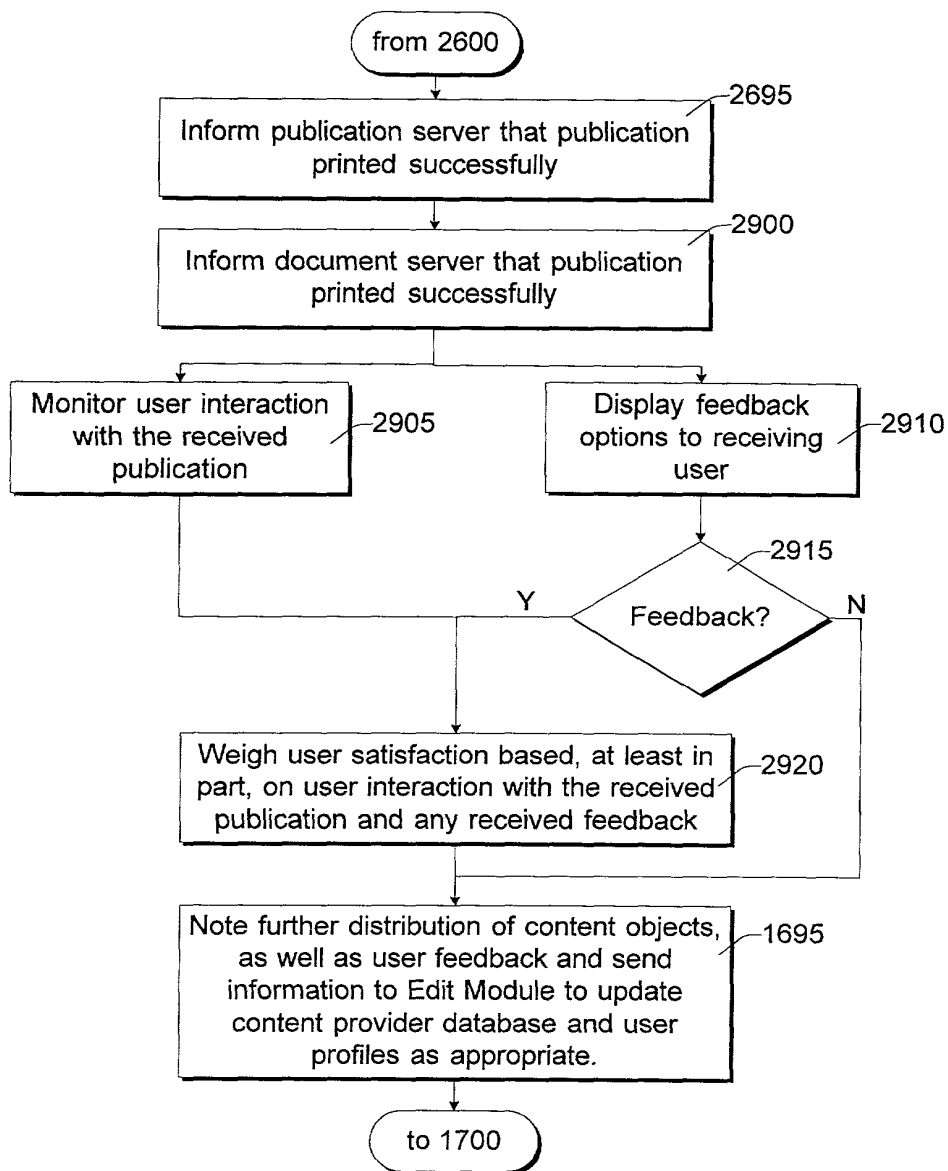 from 2600
2695
Inform publication server that publication
printed successfully
2900
Inform document server that publication
printed successfully
Monitor user interaction
with the received
publication
2905
Display feedback
options to receiving
user
2910
2915
Y
Feedback?
N
Weigh user satisfaction based, at least in
part, on user interaction with the received
publication and any received feedback
2920
Note further distribution of content objects,
as well as user feedback and send
information to Edit Module to update
content provider database and user
profiles as appropriate.
1695
to 1700